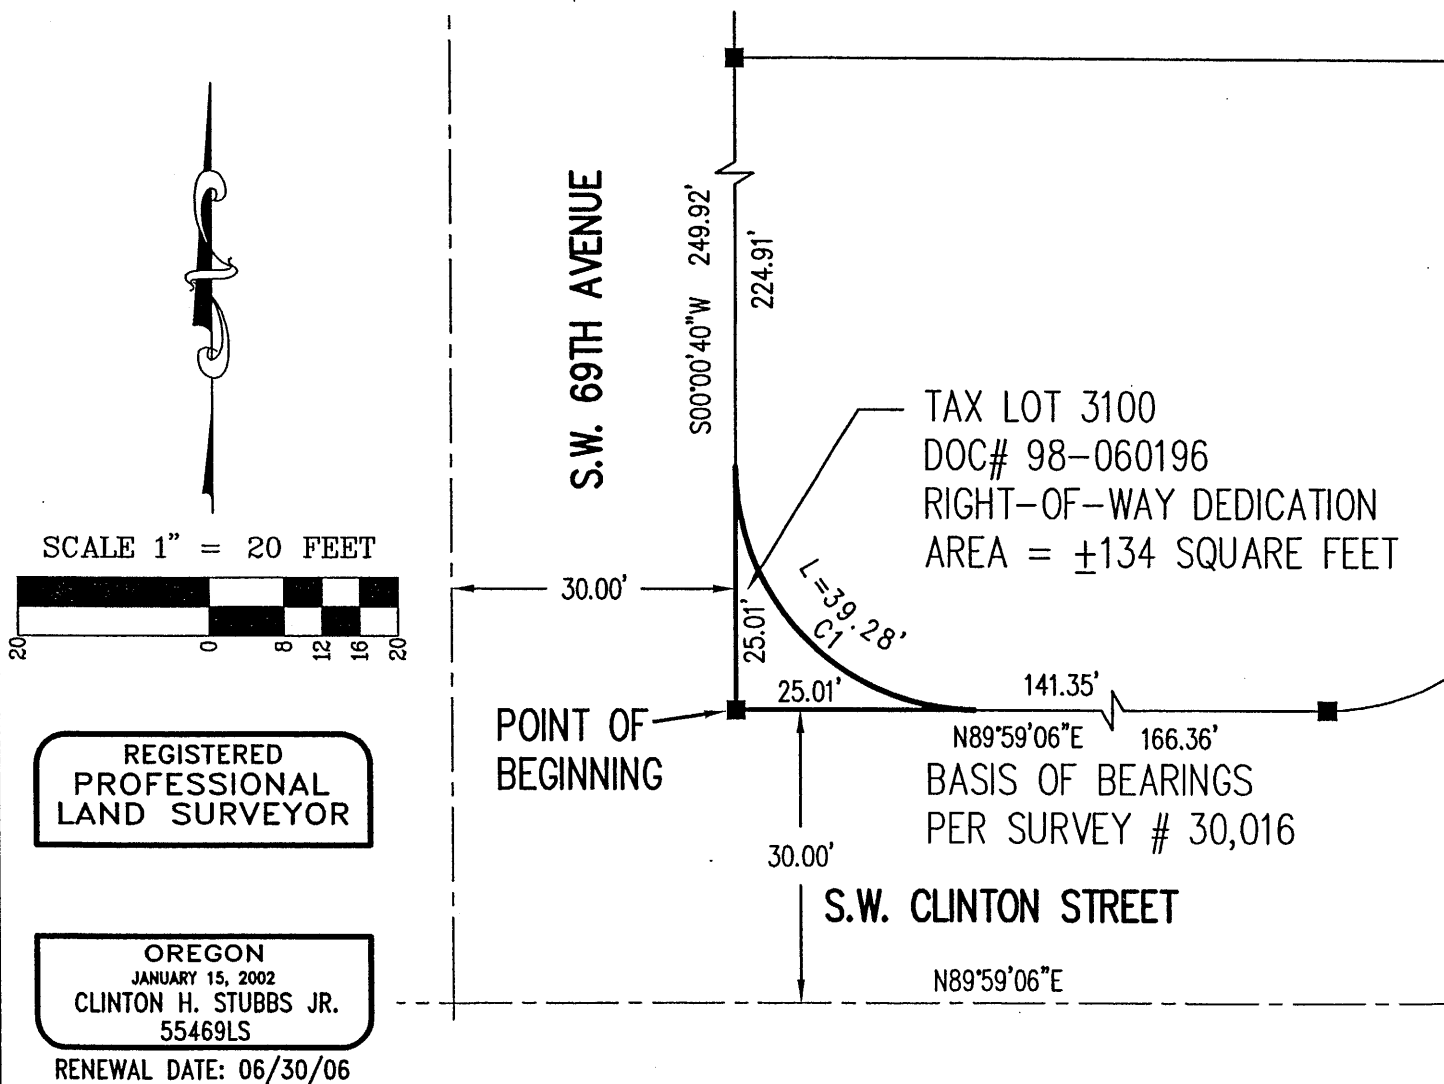 S.W. 69TH AVENUE
S00°00'40"W 249.92'
224.91'
TAX LOT 3100
DOC# 98-060196
RIGHT-OF-WAY DEDICATION
AREA = ±134 SQUARE FEET
SCALE 1" = 20 FEET
20 0 8 12 16 20
30.00'
25.01'
L=39.28'
C1
25.01'
141.35'
POINT OF
BEGINNING
N89°59'06"E 166.36'
BASIS OF BEARINGS
PER SURVEY # 30,016
30.00'
S.W. CLINTON STREET
N89°59'06"E
REGISTERED
PROFESSIONAL
LAND SURVEYOR
OREGON
JANUARY 15, 2002
CLINTON H. STUBBS JR.
55469LS
RENEWAL DATE: 06/30/06